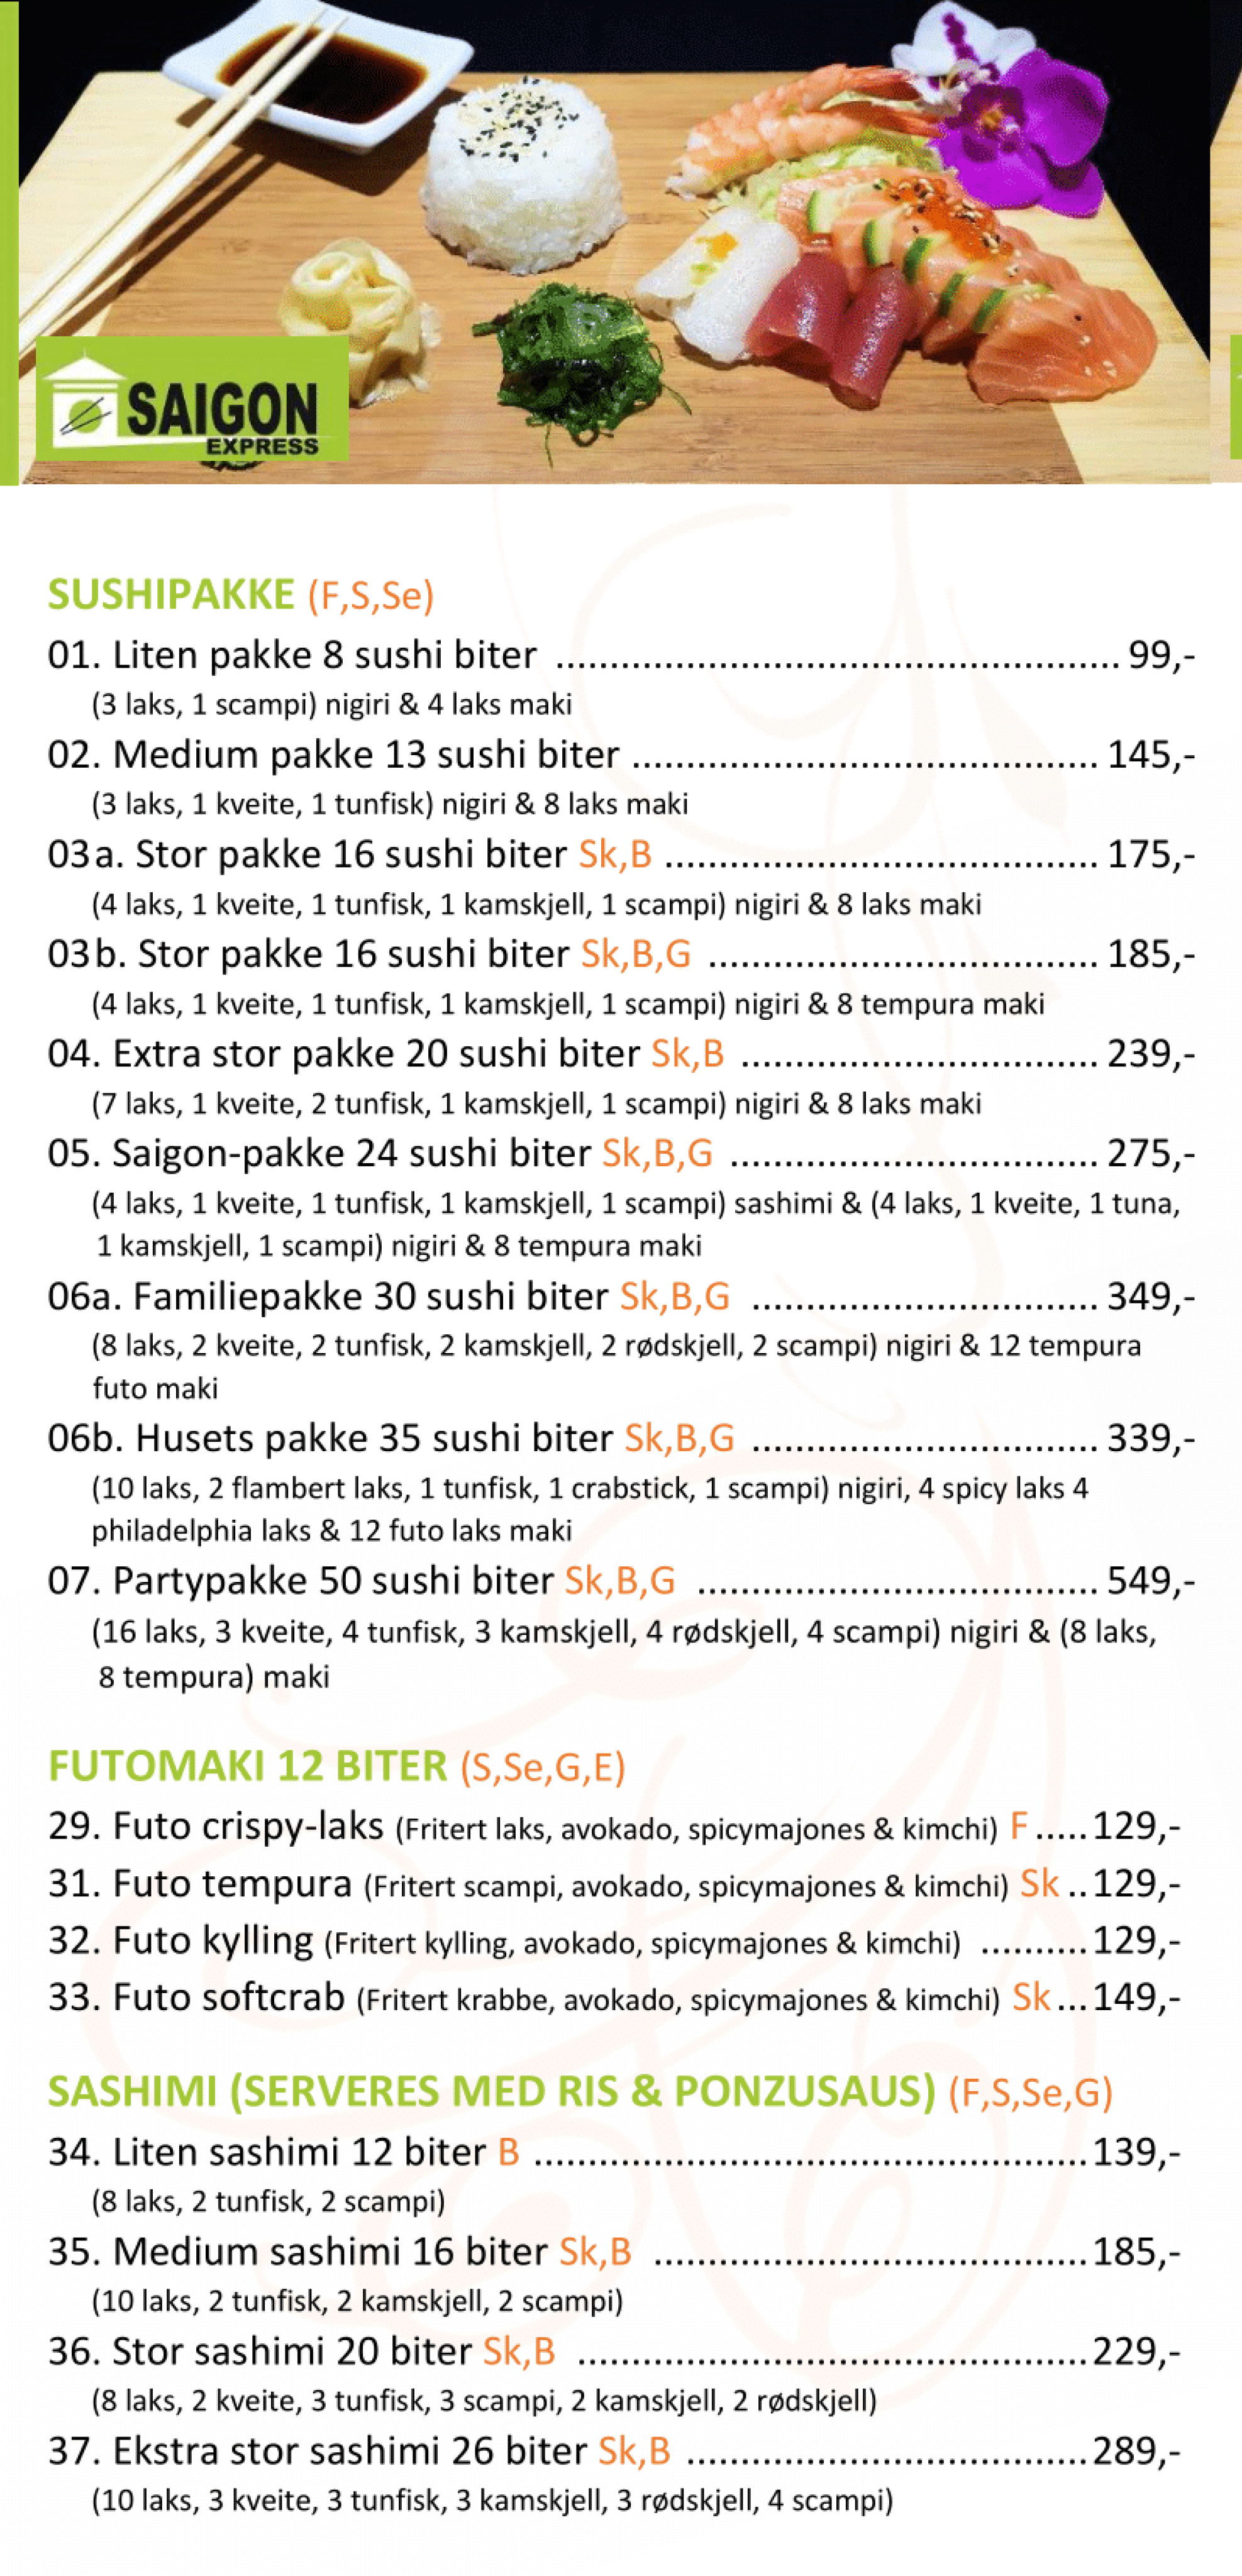 SAIGON
EXPRESS
SUSHIPAKKE (F,S,Se)
01. Liten pakke 8 sushi biter .................................................... 99,-
(3 laks, 1 scampi) nigiri & 4 laks maki
02. Medium pakke 13 sushi biter ........................................... 145,-
(3 laks, 1 kveite, 1 tunfisk) nigiri & 8 laks maki
03a. Stor pakke 16 sushi biter Sk,B ........................................ 175,-
(4 laks, 1 kveite, 1 tunfisk, 1 kamskjell, 1 scampi) nigiri & 8 laks maki
03b. Stor pakke 16 sushi biter Sk,B,G .................................... 185,-
(4 laks, 1 kveite, 1 tunfisk, 1 kamskjell, 1 scampi) nigiri & 8 tempura maki
04. Extra stor pakke 20 sushi biter Sk,B ................................. 239,-
(7 laks, 1 kveite, 2 tunfisk, 1 kamskjell, 1 scampi) nigiri & 8 laks maki
05. Saigon-pakke 24 sushi biter Sk,B,G .................................. 275,-
(4 laks, 1 kveite, 1 tunfisk, 1 kamskjell, 1 scampi) sashimi & (4 laks, 1 kveite, 1 tuna,
1 kamskjell, 1 scampi) nigiri & 8 tempura maki
06a. Familiepakke 30 sushi biter Sk,B,G ................................ 349,-
(8 laks, 2 kveite, 2 tunfisk, 2 kamskjell, 2 rødskjell, 2 scampi) nigiri & 12 tempura
futo maki
06b. Husets pakke 35 sushi biter Sk,B,G ................................ 339,-
(10 laks, 2 flambert laks, 1 tunfisk, 1 crabstick, 1 scampi) nigiri, 4 spicy laks 4
philadelphia laks & 12 futo laks maki
07. Partypakke 50 sushi biter Sk,B,G ..................................... 549,-
(16 laks, 3 kveite, 4 tunfisk, 3 kamskjell, 4 rødskjell, 4 scampi) nigiri & (8 laks,
8 tempura) maki
FUTOMAKI 12 BITER (S,Se,G,E)
29. Futo crispy-laks (Fritert laks, avokado, spicymajones & kimchi) F .....129,-
31. Futo tempura (Fritert scampi, avokado, spicymajones & kimchi) Sk ..129,-
32. Futo kylling (Fritert kylling, avokado, spicymajones & kimchi) ..........129,-
33. Futo softcrab (Fritert krabbe, avokado, spicymajones & kimchi) Sk...149,-
SASHIMI (SERVERES MED RIS & PONZUSAUS) (F,S,Se,G)
34. Liten sashimi 12 biter B ...................................................139,-
(8 laks, 2 tunfisk, 2 scampi)
35. Medium sashimi 16 biter Sk,B ........................................185,-
(10 laks, 2 tunfisk, 2 kamskjell, 2 scampi)
36. Stor sashimi 20 biter Sk,B ...............................................229,-
(8 laks, 2 kveite, 3 tunfisk, 3 scampi, 2 kamskjell, 2 rødskjell)
37. Ekstra stor sashimi 26 biter Sk,B .....................................289,-
(10 laks, 3 kveite, 3 tunfisk, 3 kamskjell, 3 rødskjell, 4 scampi)